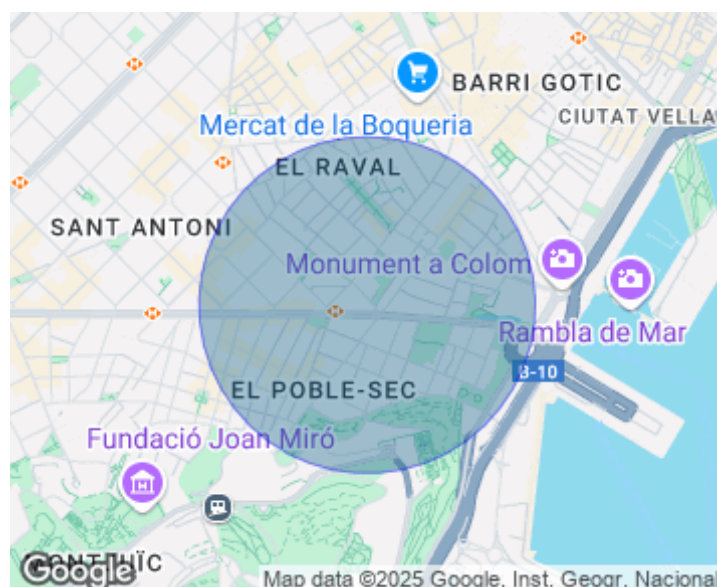 BARRI GOTIC
CIUTAT VELLA
Mercat de la Boqueria
EL RAVAL
SANT ANTONI
Monument a Colom
Rambla de Mar
B-10
EL POBLE-SEC
Fundació Joan Miró
Google
Map data ©2025 Google, Inst. Geogr. Nacional